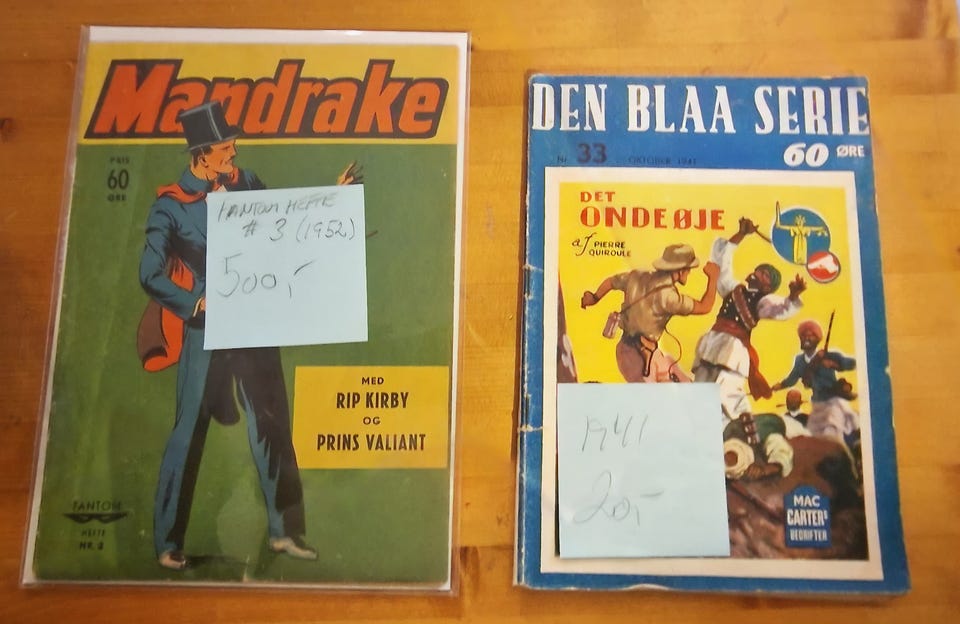 Mandrake
PRIS
60
ØRE
FANTOM HEFTE
# 3 (1952)
500,-
MED
RIP KIRBY
OG
PRINS VALIANT
FANTOM
HEFTE
NR. 3
DEN BLAA SERIE
Nr. 33 OKTOBER 1941
60 ØRE
DET
ONDE ØJE
af PIERRE
QUIROULE
1941
20,-
MAC
CARTERS
BEDRIFTER